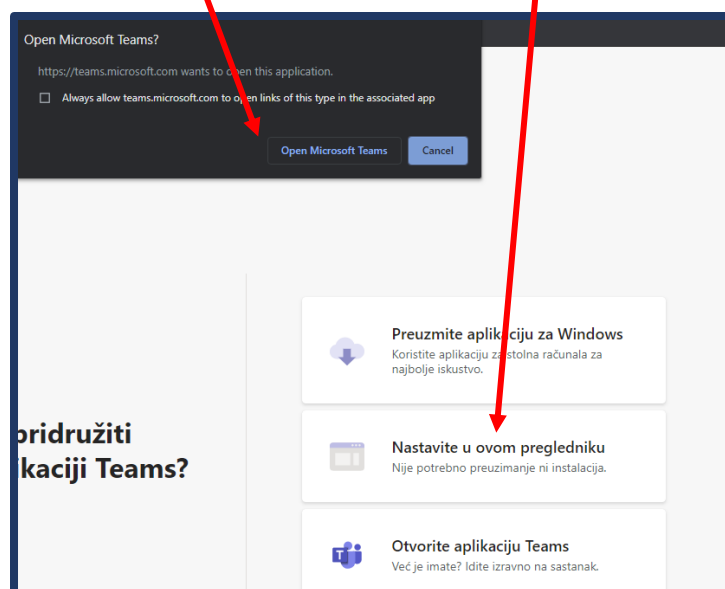 Open Microsoft Teams?
https://teams.microsoft.com wants to open this application.
Always allow teams.microsoft.com to open links of this type in the associated app
Open Microsoft Teams
Cancel
Preuzmite aplikaciju za Windows
Koristite aplikaciju za stolna računala za
najbolje iskustvo.
pridružiti
ikaciji Teams?
Nastavite u ovom pregledniku
Nije potrebno preuzimanje ni instalacija.
Otvorite aplikaciju Teams
Već je imate? Idite izravno na sastanak.